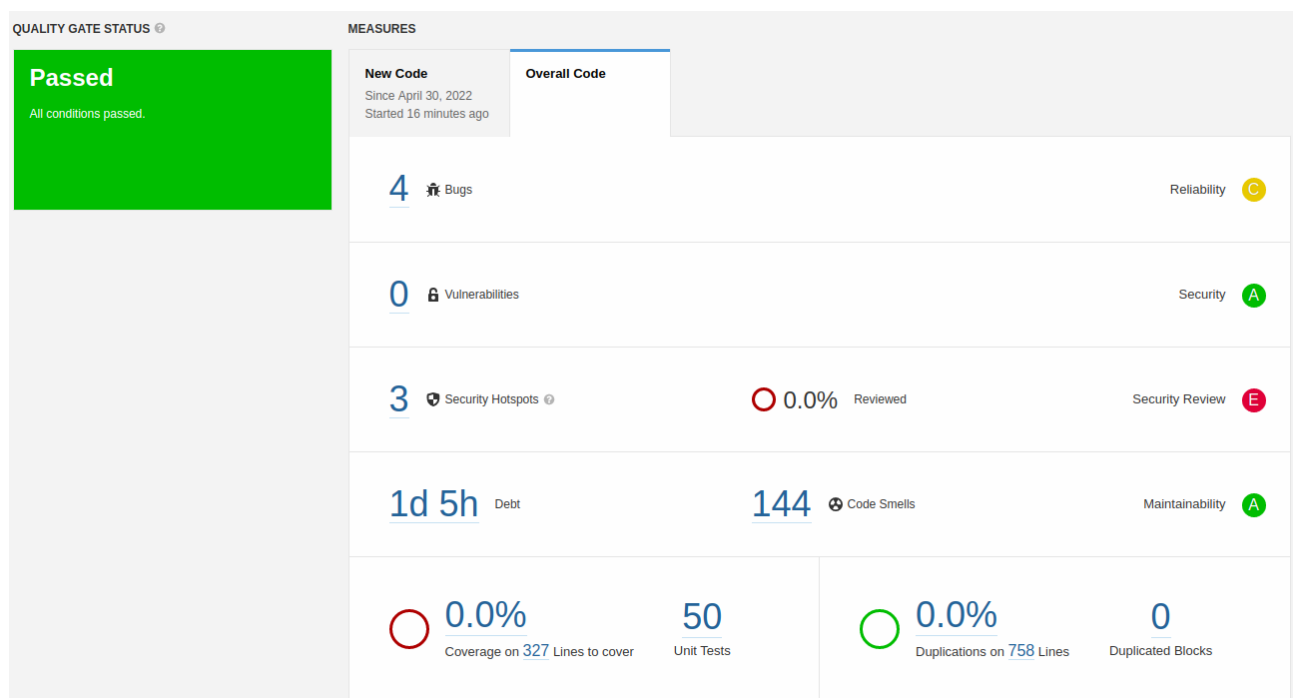 QUALITY GATE STATUS
MEASURES
Passed
All conditions passed.
New Code
Since April 30, 2022
Started 16 minutes ago
Overall Code
4 Bugs
Reliability C
0 Vulnerabilities
Security A
3 Security Hotspots
0.0% Reviewed
Security Review E
1d 5h Debt
144 Code Smells
Maintainability A
0.0%
Coverage on 327 Lines to cover
50
Unit Tests
0.0%
Duplications on 758 Lines
0
Duplicated Blocks